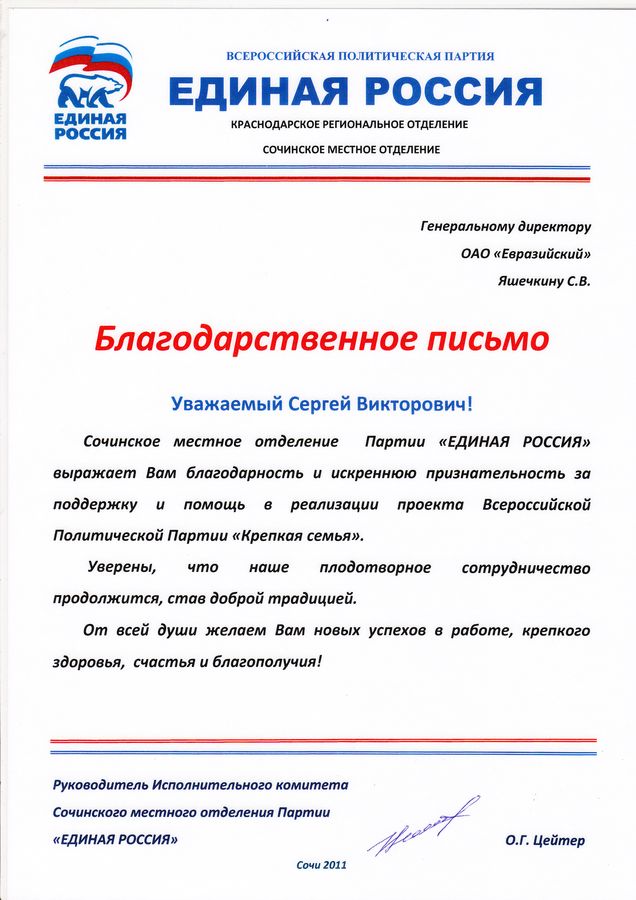 ЕДИНАЯ
РОССИЯ
ВСЕРОССИЙСКАЯ ПОЛИТИЧЕСКАЯ ПАРТИЯ
ЕДИНАЯ РОССИЯ
КРАСНОДАРСКОЕ РЕГИОНАЛЬНОЕ ОТДЕЛЕНИЕ
СОЧИНСКОЕ МЕСТНОЕ ОТДЕЛЕНИЕ
Генеральному директору
ОАО «Евразийский»
Яшечкину С.В.
Благодарственное письмо
Уважаемый Сергей Викторович!
Сочинское местное отделение Партии «ЕДИНАЯ РОССИЯ»
выражает Вам благодарность и искреннюю признательность за
поддержку и помощь в реализации проекта Всероссийской
Политической Партии «Крепкая семья».
Уверены, что наше плодотворное сотрудничество
продолжится, став доброй традицией.
От всей души желаем Вам новых успехов в работе, крепкого
здоровья, счастья и благополучия!
Руководитель Исполнительного комитета
Сочинского местного отделения Партии
«ЕДИНАЯ РОССИЯ»
О.Г. Цейтер
Сочи 2011